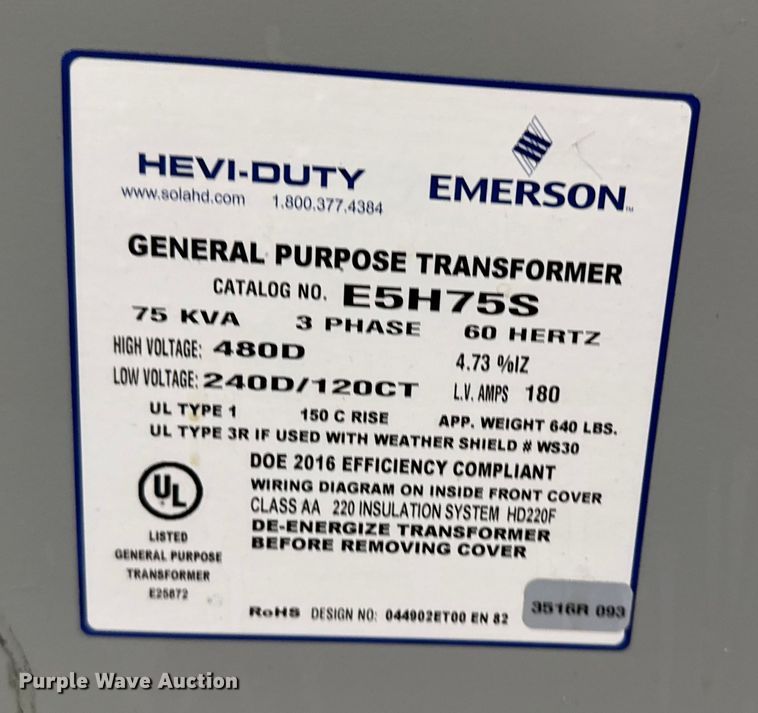 HEVI-DUTY
www.solahd.com 1.800.377.4384
EMERSON™
GENERAL PURPOSE TRANSFORMER
CATALOG NO. E5H75S
75 KVA 3 PHASE 60 HERTZ
HIGH VOLTAGE: 480D 4.73 %IZ
LOW VOLTAGE: 240D/120CT L.V. AMPS 180
UL TYPE 1 150 C RISE APP. WEIGHT 640 LBS.
UL TYPE 3R IF USED WITH WEATHER SHIELD # WS30
DOE 2016 EFFICIENCY COMPLIANT
WIRING DIAGRAM ON INSIDE FRONT COVER
CLASS AA 220 INSULATION SYSTEM HD220F
DE-ENERGIZE TRANSFORMER
BEFORE REMOVING COVER
UL
LISTED
GENERAL PURPOSE
TRANSFORMER
E25872
RoHS DESIGN NO: 044902ET00 EN 82
3516R 093
Purple Wave Auction